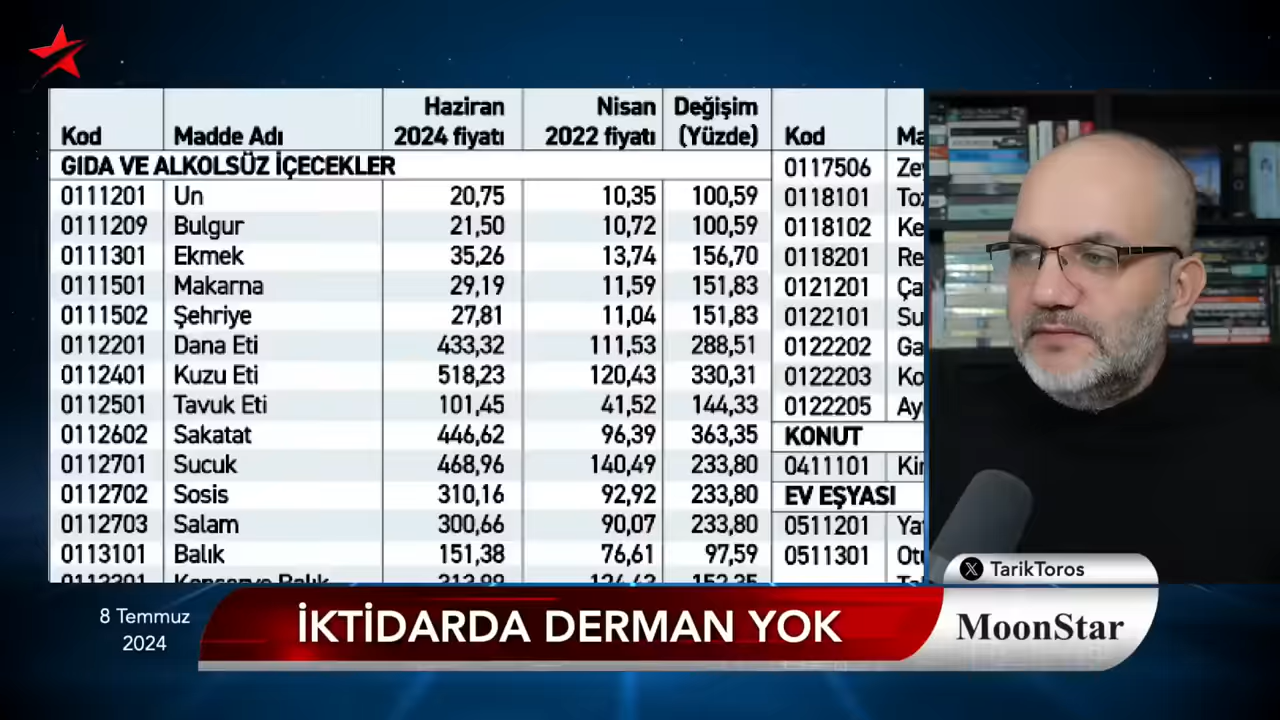 Kod Madde Adı Haziran 2024 fiyatı Nisan 2022 fiyatı Değişim (Yüzde)
GIDA VE ALKOLSÜZ İÇECEKLER
0111201 Un 20,75 10,35 100,59
0111209 Bulgur 21,50 10,72 100,59
0111301 Ekmek 35,26 13,74 156,70
0111501 Makarna 29,19 11,59 151,83
0111502 Şehriye 27,81 11,04 151,83
0112201 Dana Eti 433,32 111,53 288,51
0112401 Kuzu Eti 518,23 120,43 330,31
0112501 Tavuk Eti 101,45 41,52 144,33
0112602 Sakatat 446,62 96,39 363,35
0112701 Sucuk 468,96 140,49 233,80
0112702 Sosis 310,16 92,92 233,80
0112703 Salam 300,66 90,07 233,80
0113101 Balık 151,38 76,61 97,59
Kod
0117506
0118101
0118102
0118201
0121201
0122101
0122202
0122203
0122205
KONUT
0411101
EV EŞYASI
0511201
0511301
TarikToros
8 Temmuz
2024
İKTİDARDA DERMAN YOK
MoonStar